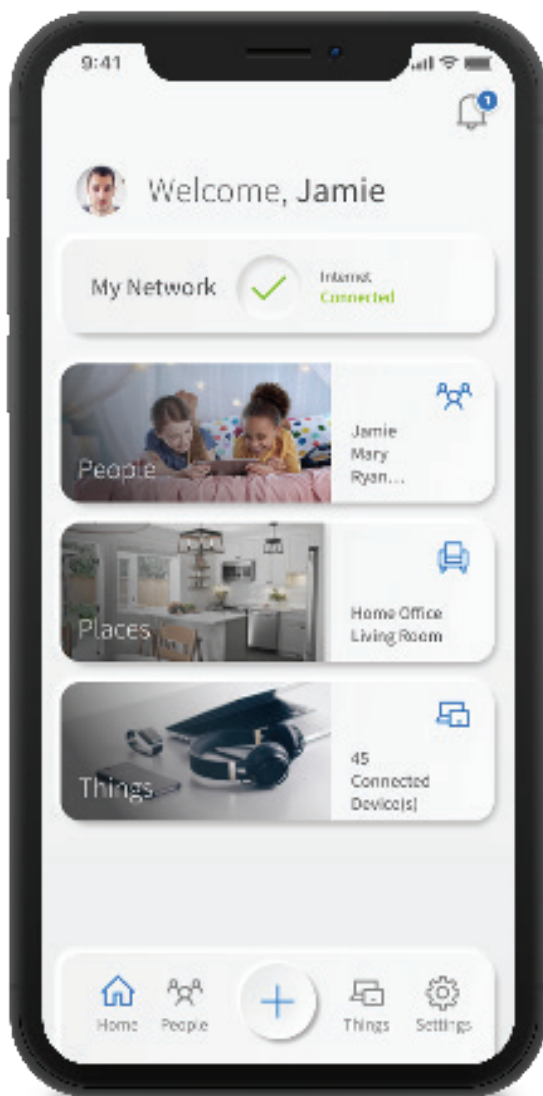 9:41
1
Welcome, Jamie
My Network
Internet
Connected
People
Jamie
Mary
Ryan...
Places
Home Office
Living Room
Things
45
Connected
Device(s)
Home
People
Things
Settings